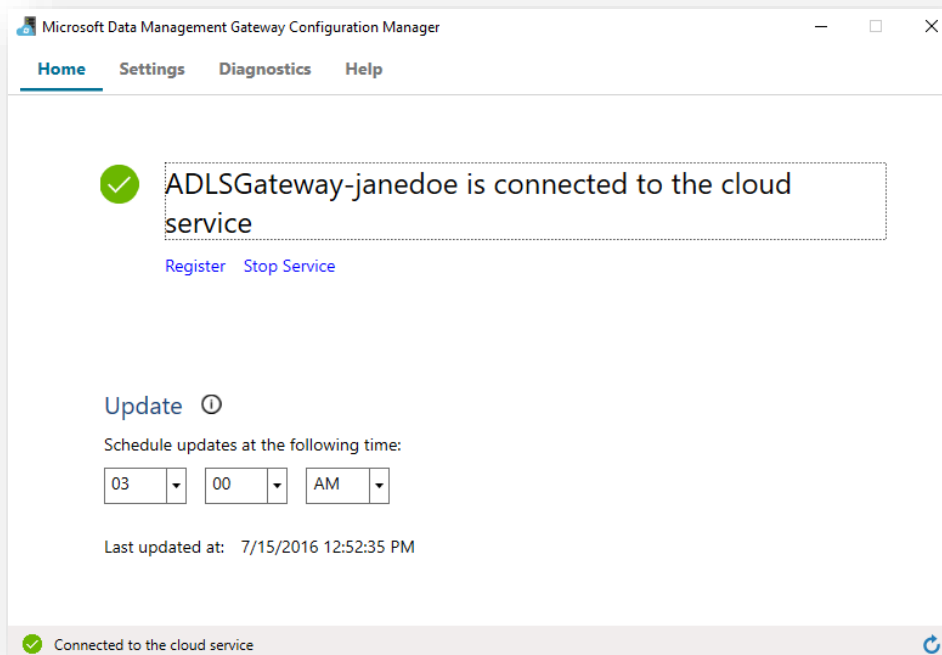 Microsoft Data Management Gateway Configuration Manager
Home Settings Diagnostics Help
ADLSGateway-janedoe is connected to the cloud
service
Register Stop Service
Update
Schedule updates at the following time:
03 00 AM
Last updated at: 7/15/2016 12:52:35 PM
Connected to the cloud service